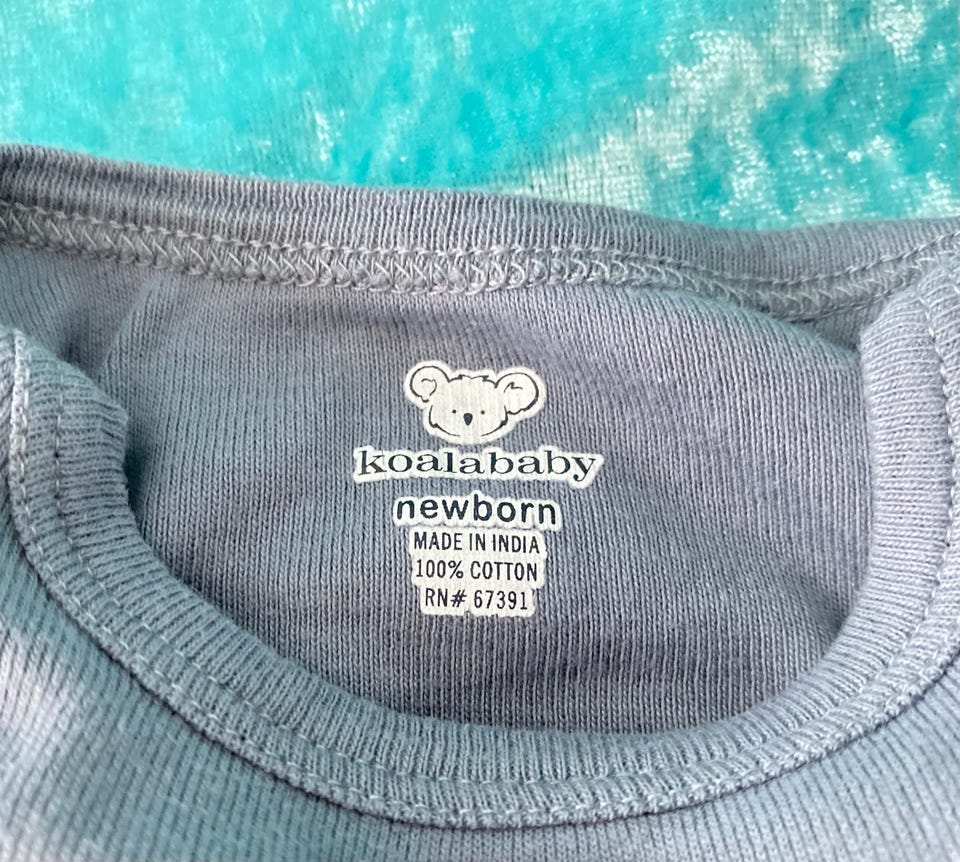 koalababy
newborn
MADE IN INDIA
100% COTTON
RN# 67391